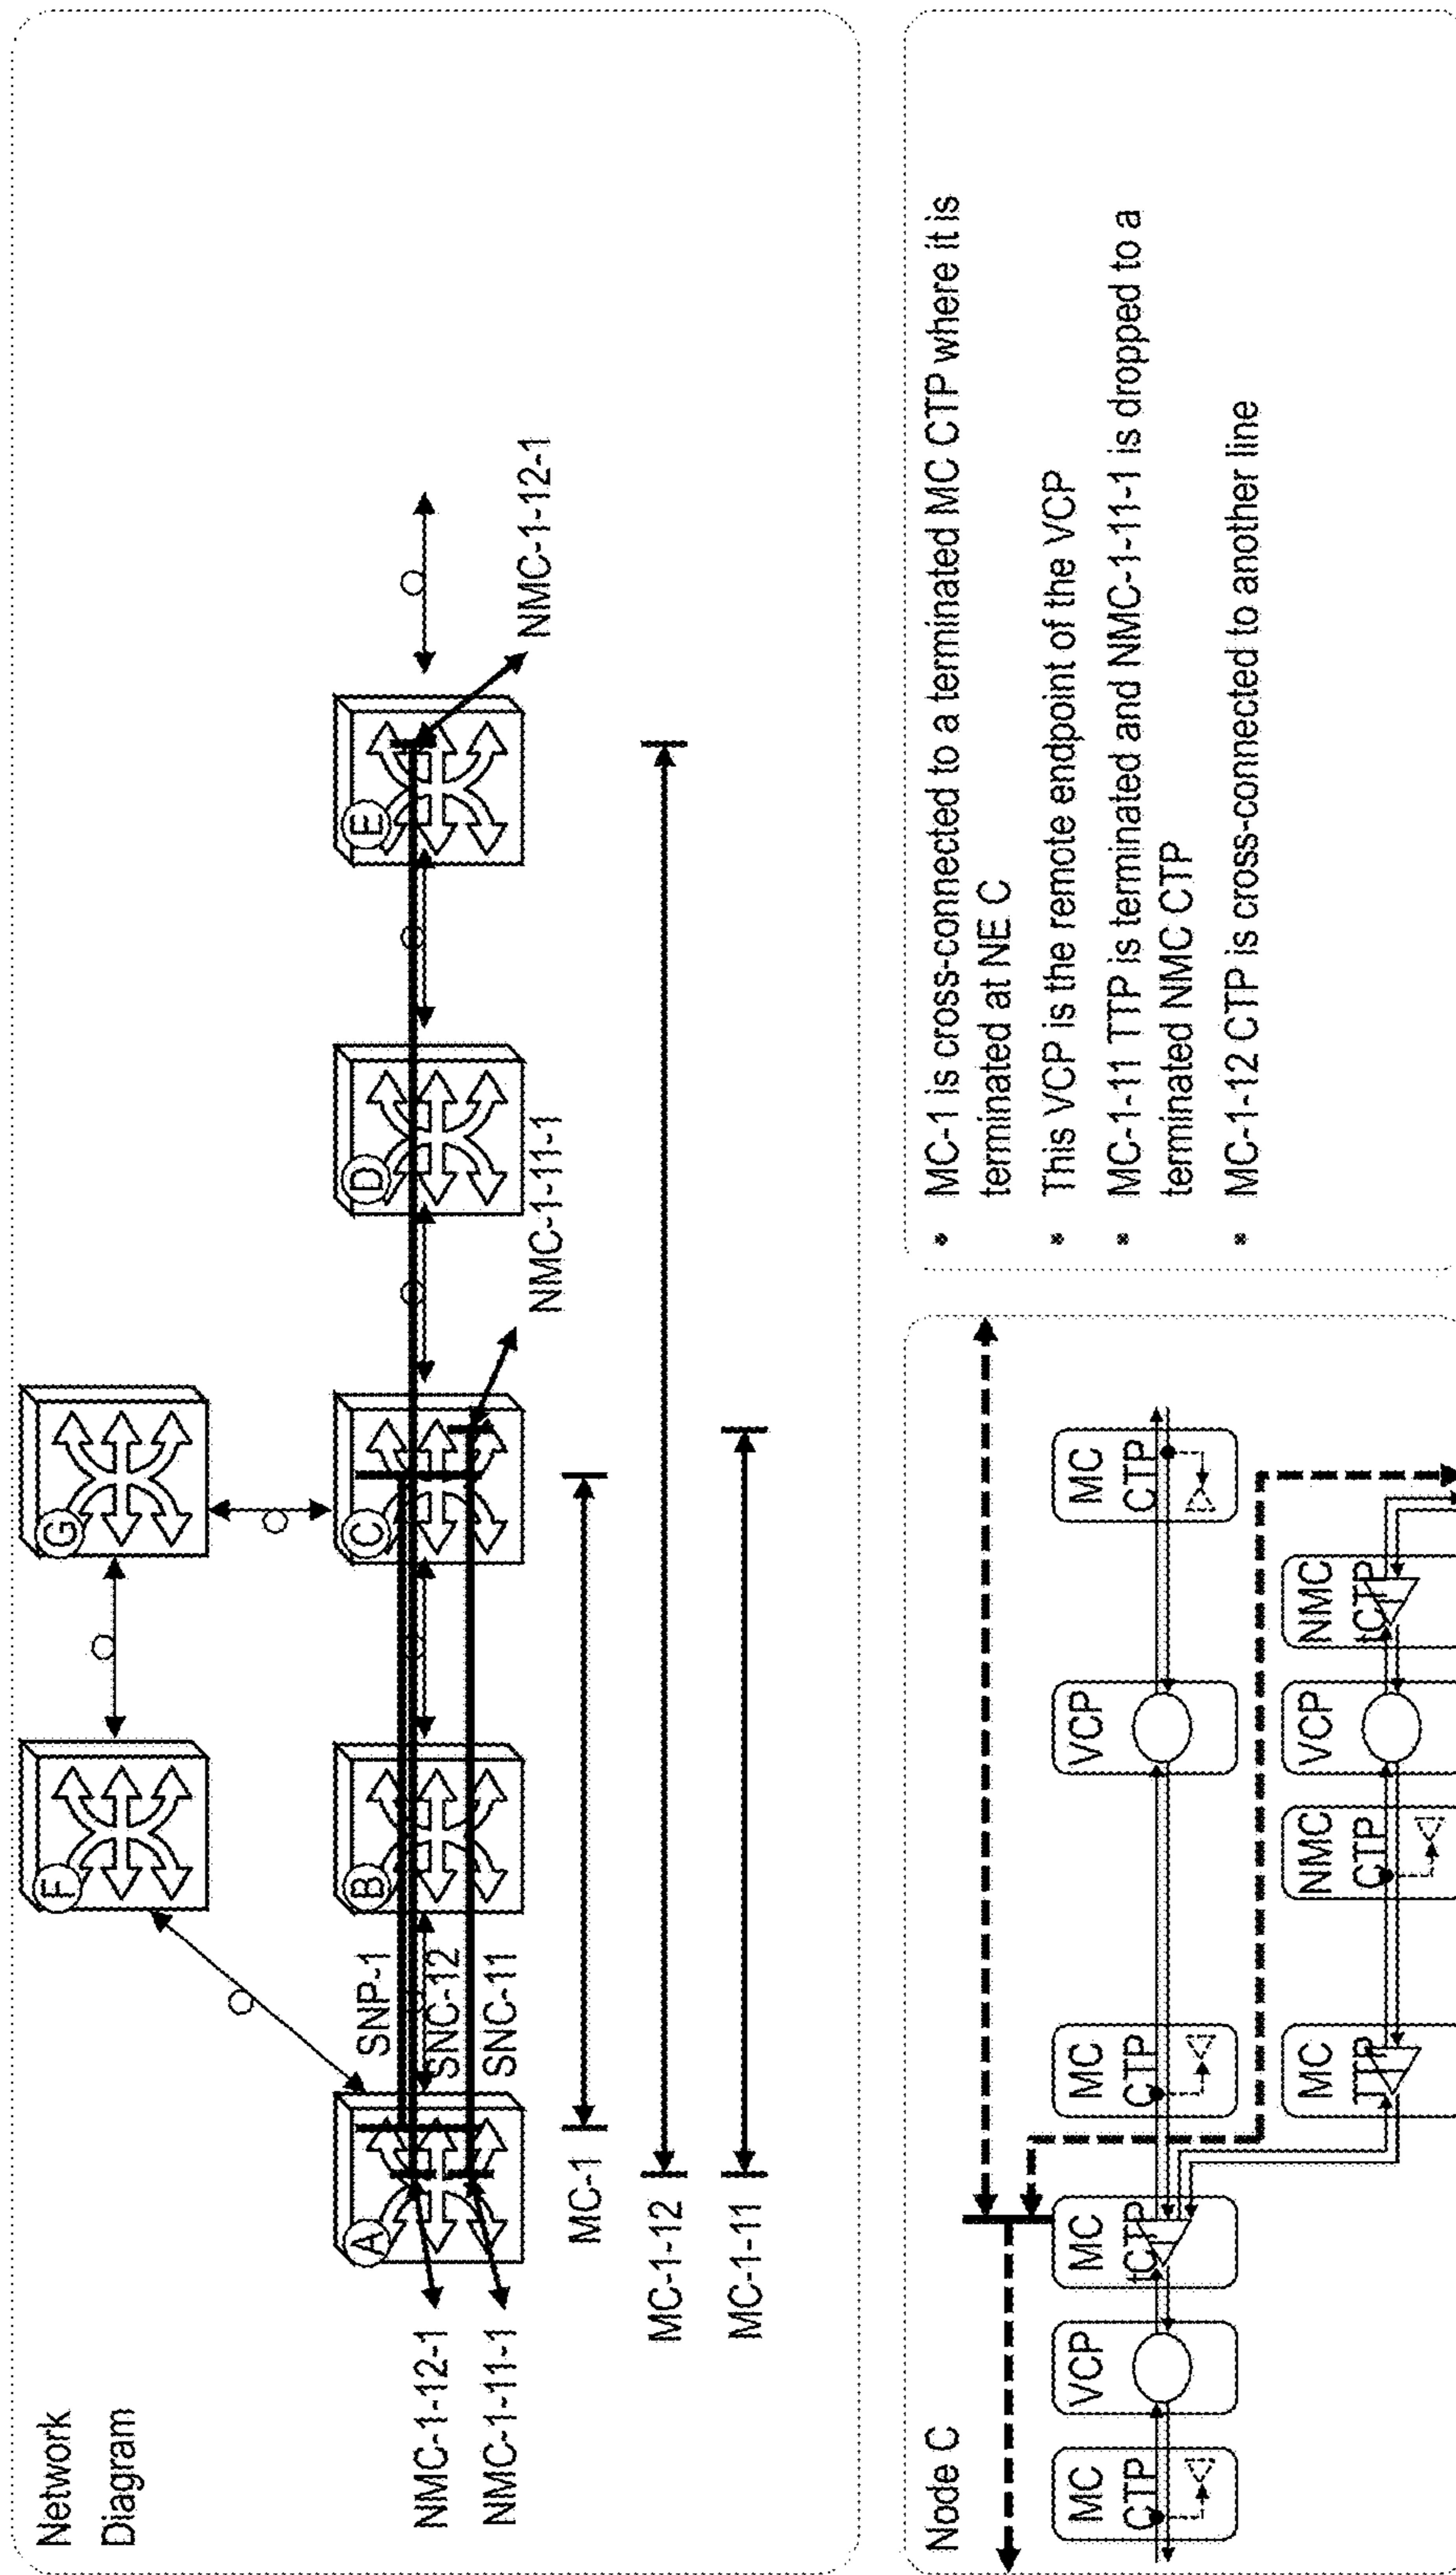 Network
Diagram
F
G
A
B
C
D
E
SNP-1
SNC-12
SNC-11
NMC-1-12-1
NMC-1-11-1
NMC-1-11-1
NMC-1-12-1
MC-1
MC-1-12
MC-1-11
Node C
MC
CTP
VCP
MC
tCTP
MC
CTP
VCP
MC
CTP
MC
TTP
NMC
CTP
VCP
NMC
tCTP
• MC-1 is cross-connected to a terminated MC CTP where it is
terminated at NE C
• This VCP is the remote endpoint of the VCP
• MC-1-11 TTP is terminated and NMC-1-11-1 is dropped to a
terminated NMC CTP
• MC-1-12 CTP is cross-connected to another line